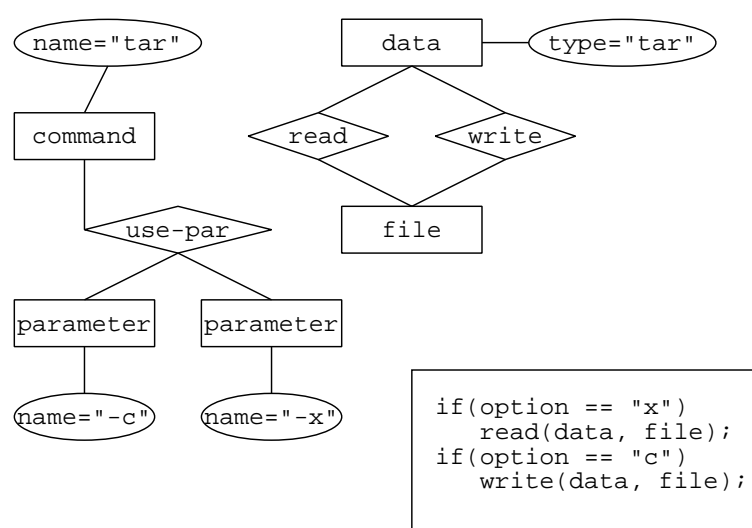 name="tar"
data
type="tar"
command
read
write
use-par
file
parameter
parameter
name="-c"
name="-x"
if(option == "x")
read(data, file);
if(option == "c")
write(data, file);